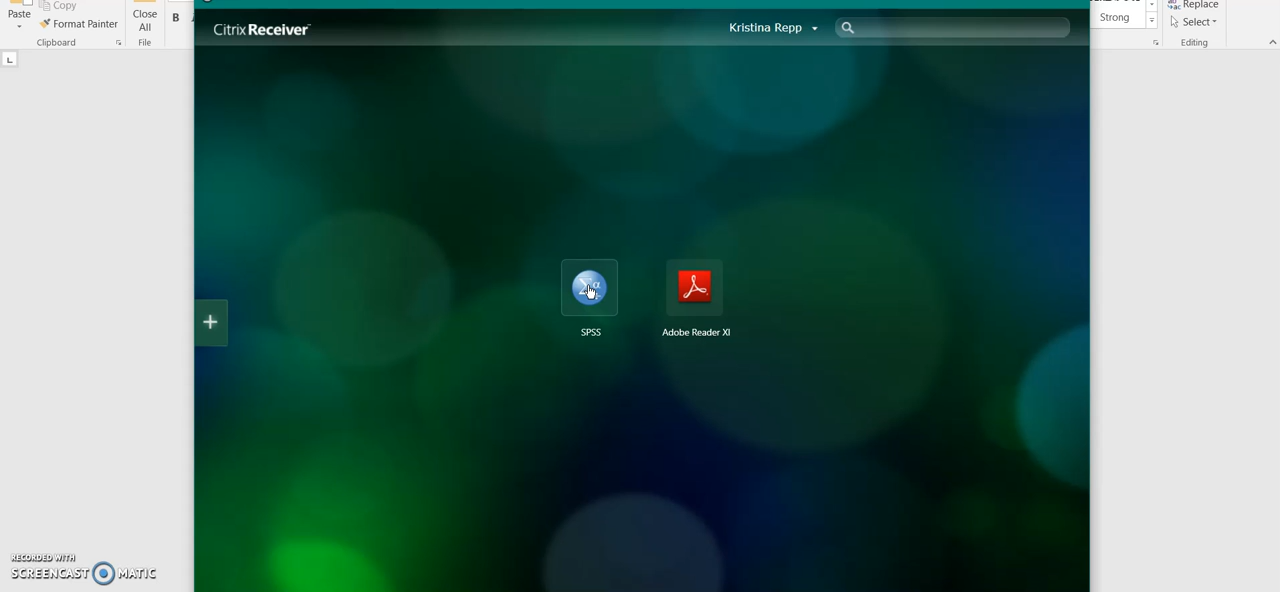 Paste
Copy
Format Painter
Clipboard
Close
All
File
B
Replace
Strong
Select
Editing
Citrix Receiver™
Kristina Repp
SPSS
Adobe Reader XI
RECORDED WITH
SCREENCAST MATIC